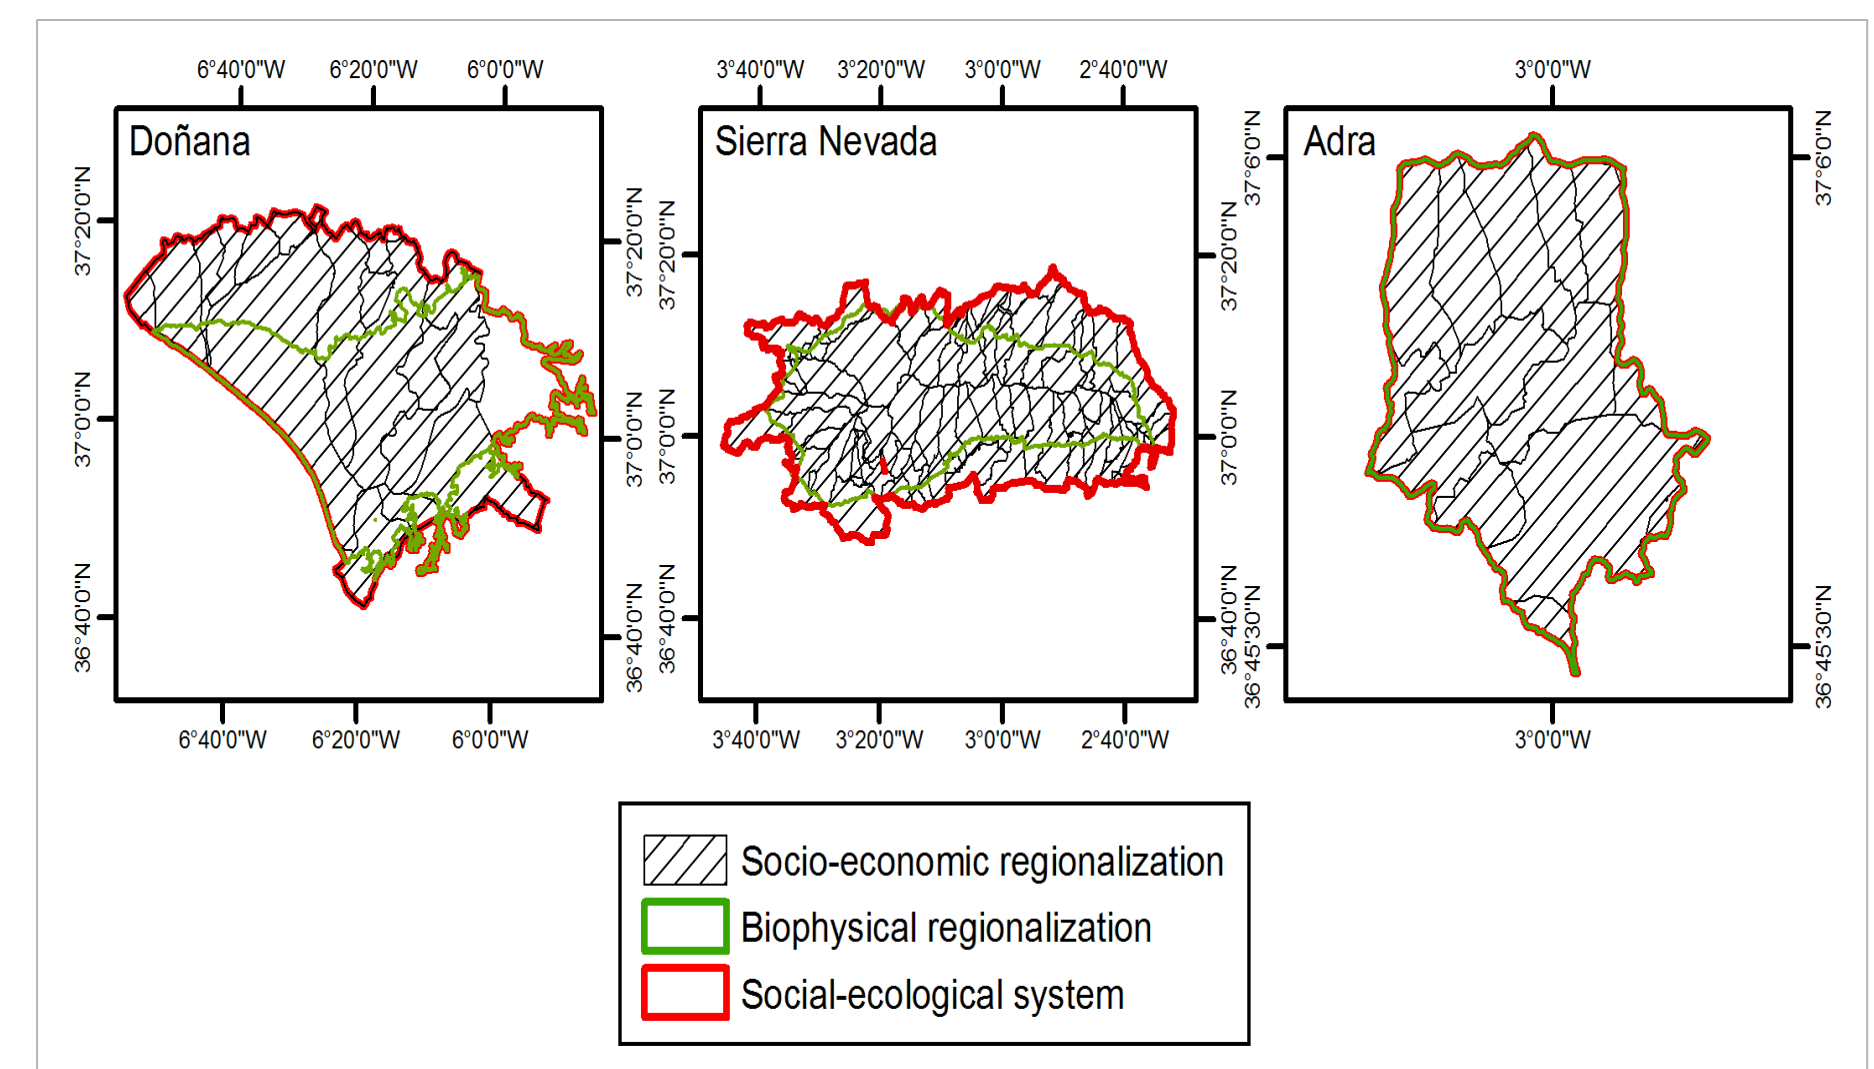 6°40'0"W 6°20'0"W 6°0'0"W
3°40'0"W 3°20'0"W 3°0'0"W 2°40'0"W
3°0'0"W
Doñana
Sierra Nevada
Adra
37°20'0"N
37°0'0"N
36°40'0"N
37°20'0"N
37°0'0"N
36°40'0"N
37°20'0"N
37°0'0"N
36°40'0"N
37°20'0"N
37°0'0"N
36°40'0"N
37°6'0"N
36°45'30"N
37°6'0"N
36°45'30"N
6°40'0"W 6°20'0"W 6°0'0"W
3°40'0"W 3°20'0"W 3°0'0"W 2°40'0"W
3°0'0"W
Socio-economic regionalization
Biophysical regionalization
Social-ecological system